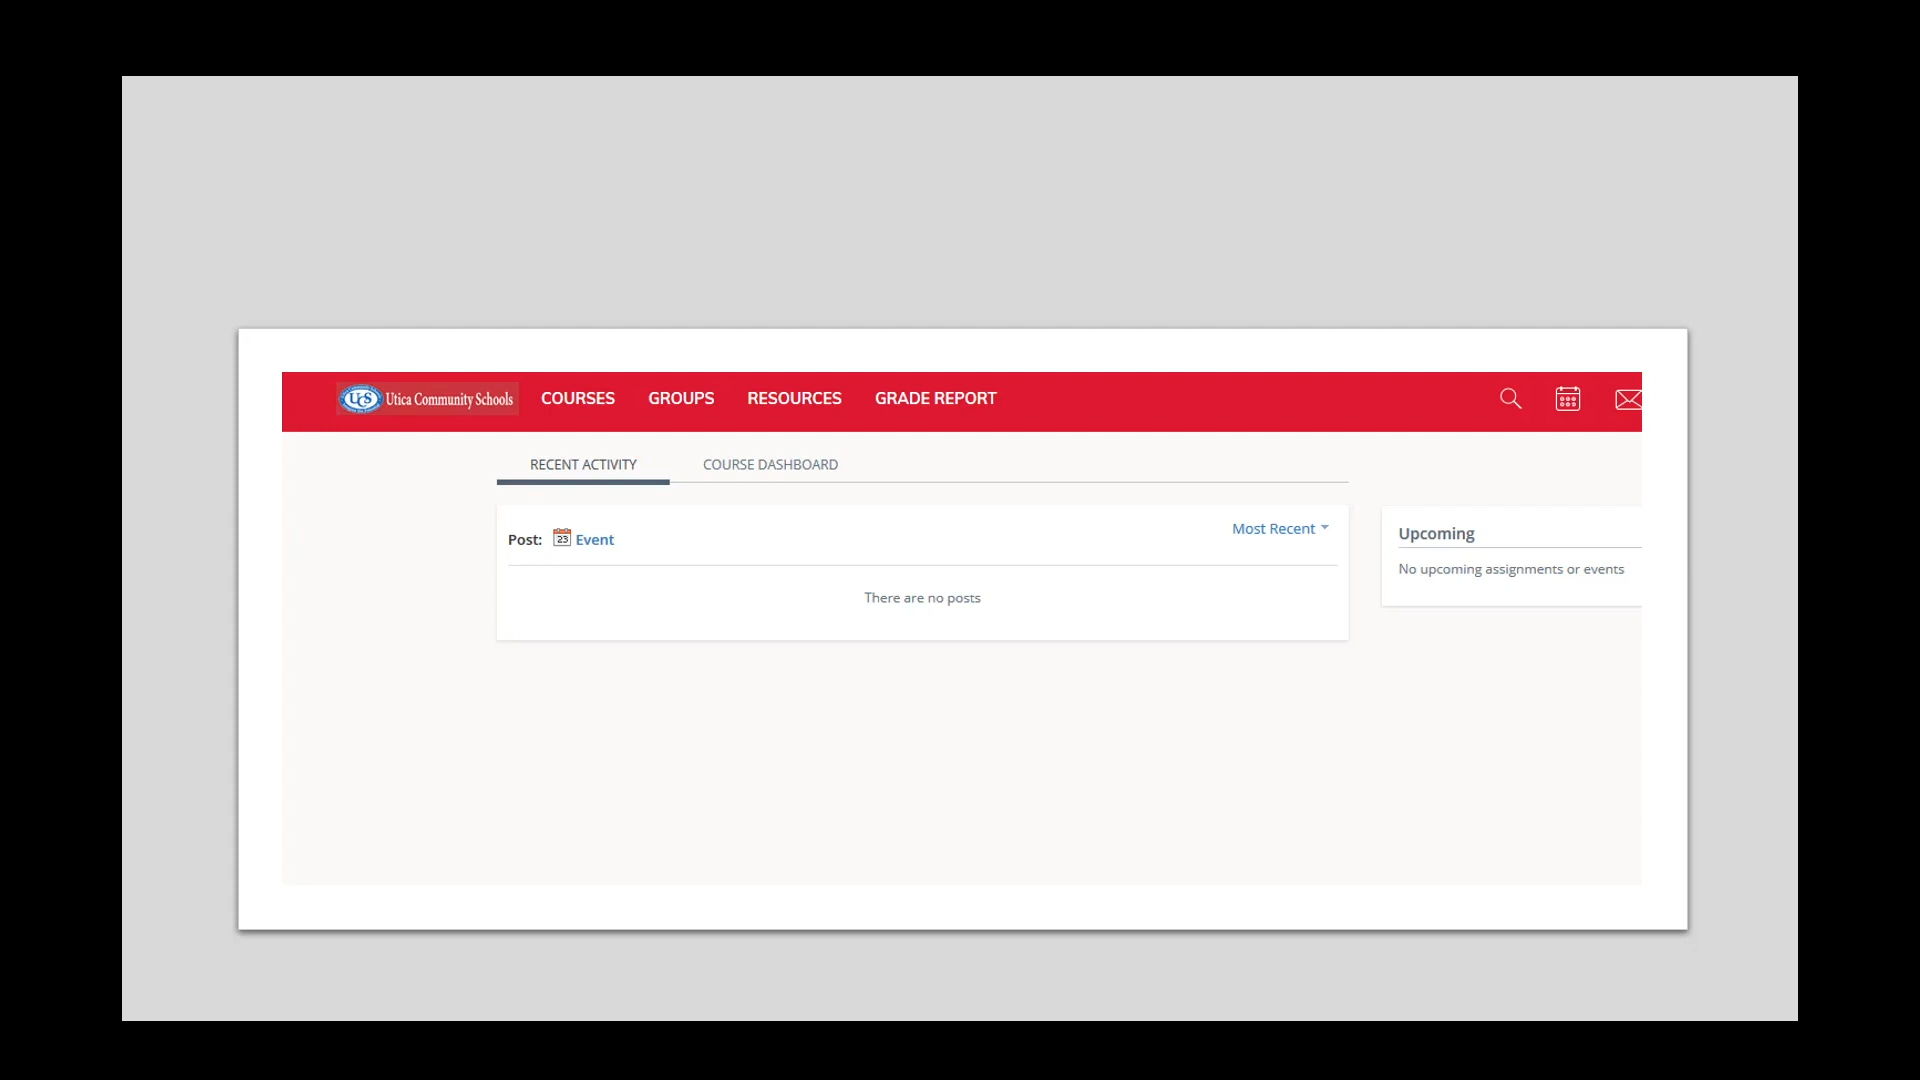 UCS Utica Community Schools COURSES GROUPS RESOURCES GRADE REPORT
RECENT ACTIVITY COURSE DASHBOARD
Most Recent
Post: 23 Event
There are no posts
Upcoming
No upcoming assignments or events